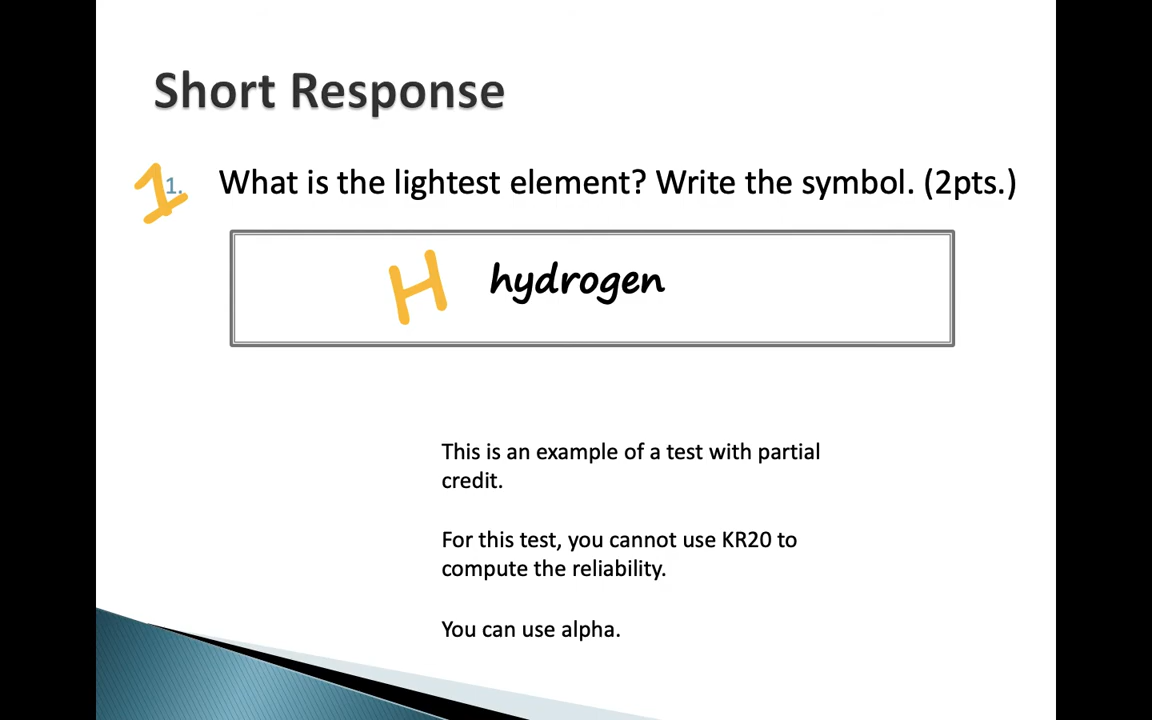 Short Response
1 1. What is the lightest element? Write the symbol. (2pts.)
H hydrogen
This is an example of a test with partial
credit.
For this test, you cannot use KR20 to
compute the reliability.
You can use alpha.